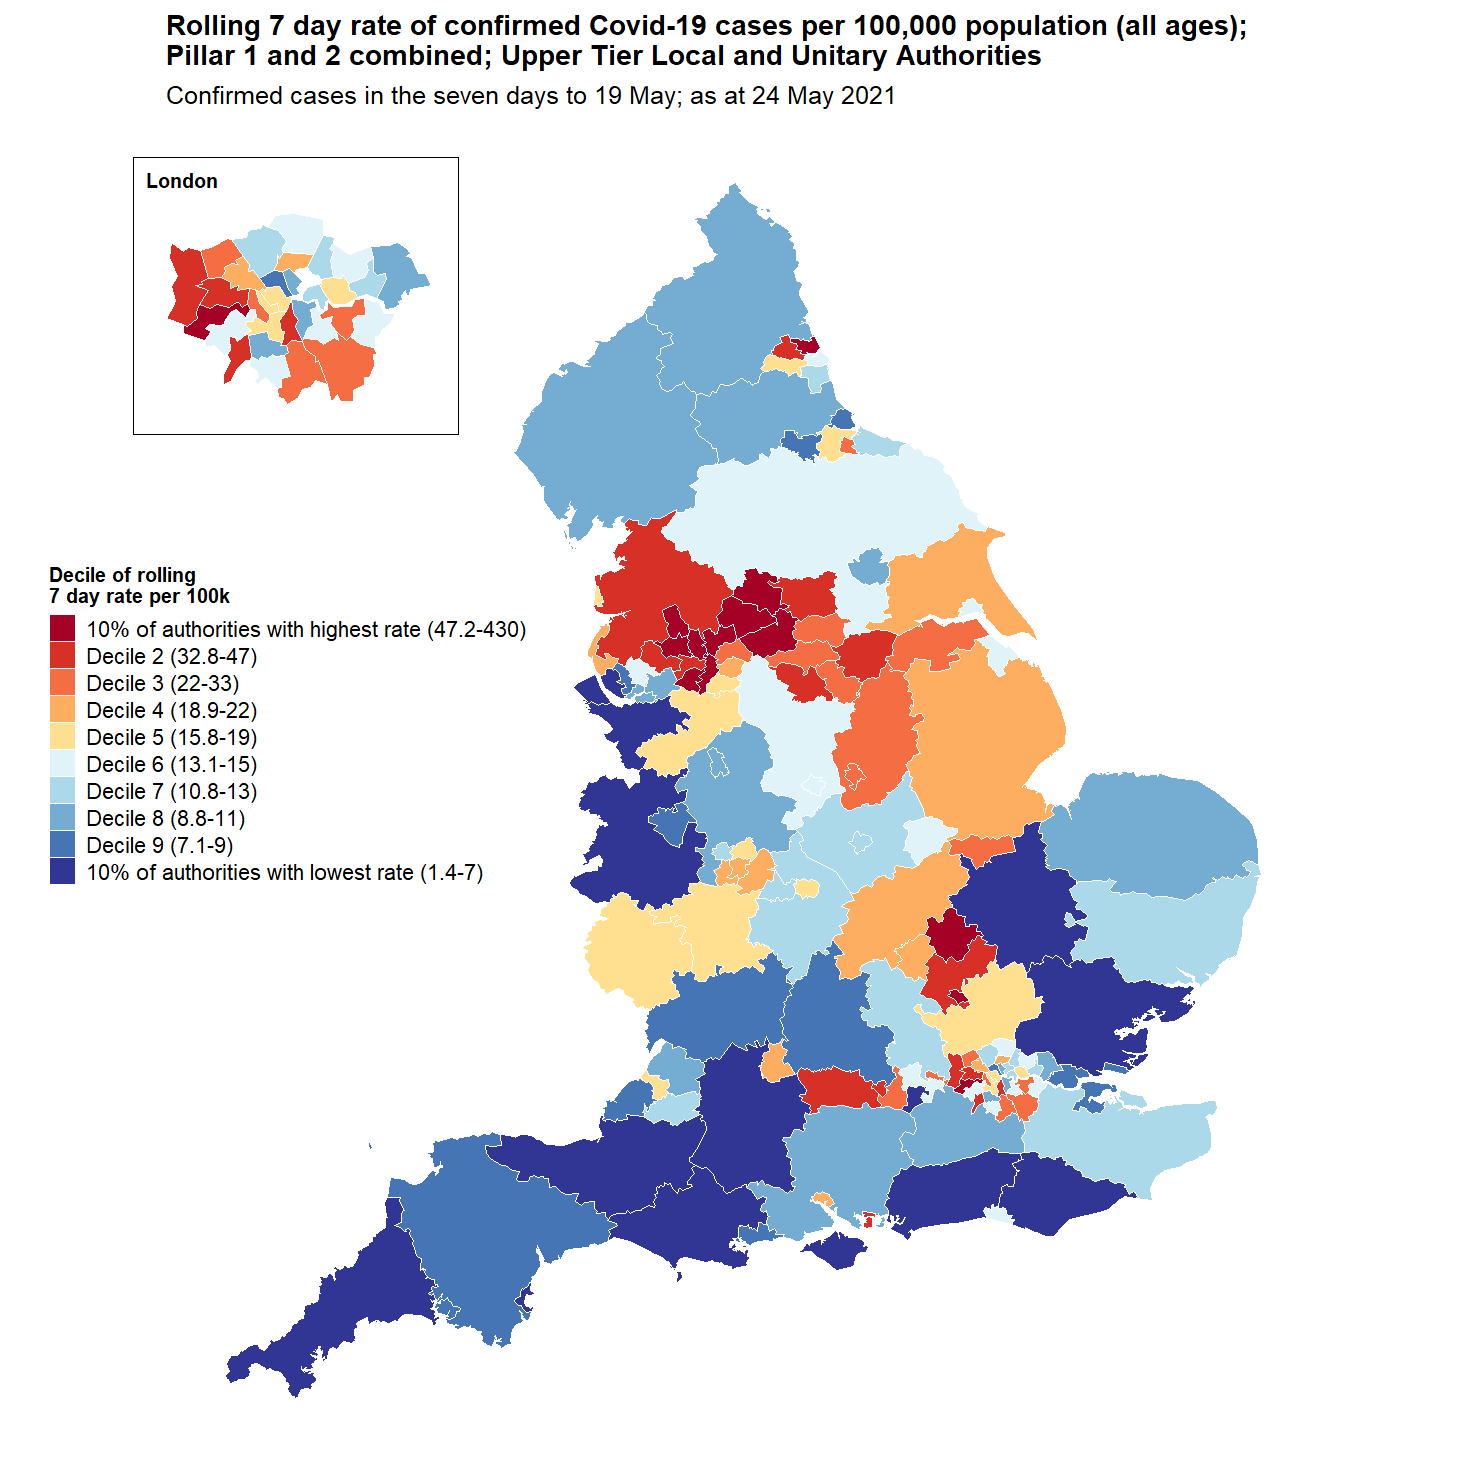 Rolling 7 day rate of confirmed Covid-19 cases per 100,000 population (all ages);
Pillar 1 and 2 combined; Upper Tier Local and Unitary Authorities
Confirmed cases in the seven days to 19 May; as at 24 May 2021
London
Decile of rolling
7 day rate per 100k
10% of authorities with highest rate (47.2-430)
Decile 2 (32.8-47)
Decile 3 (22-33)
Decile 4 (18.9-22)
Decile 5 (15.8-19)
Decile 6 (13.1-15)
Decile 7 (10.8-13)
Decile 8 (8.8-11)
Decile 9 (7.1-9)
10% of authorities with lowest rate (1.4-7)